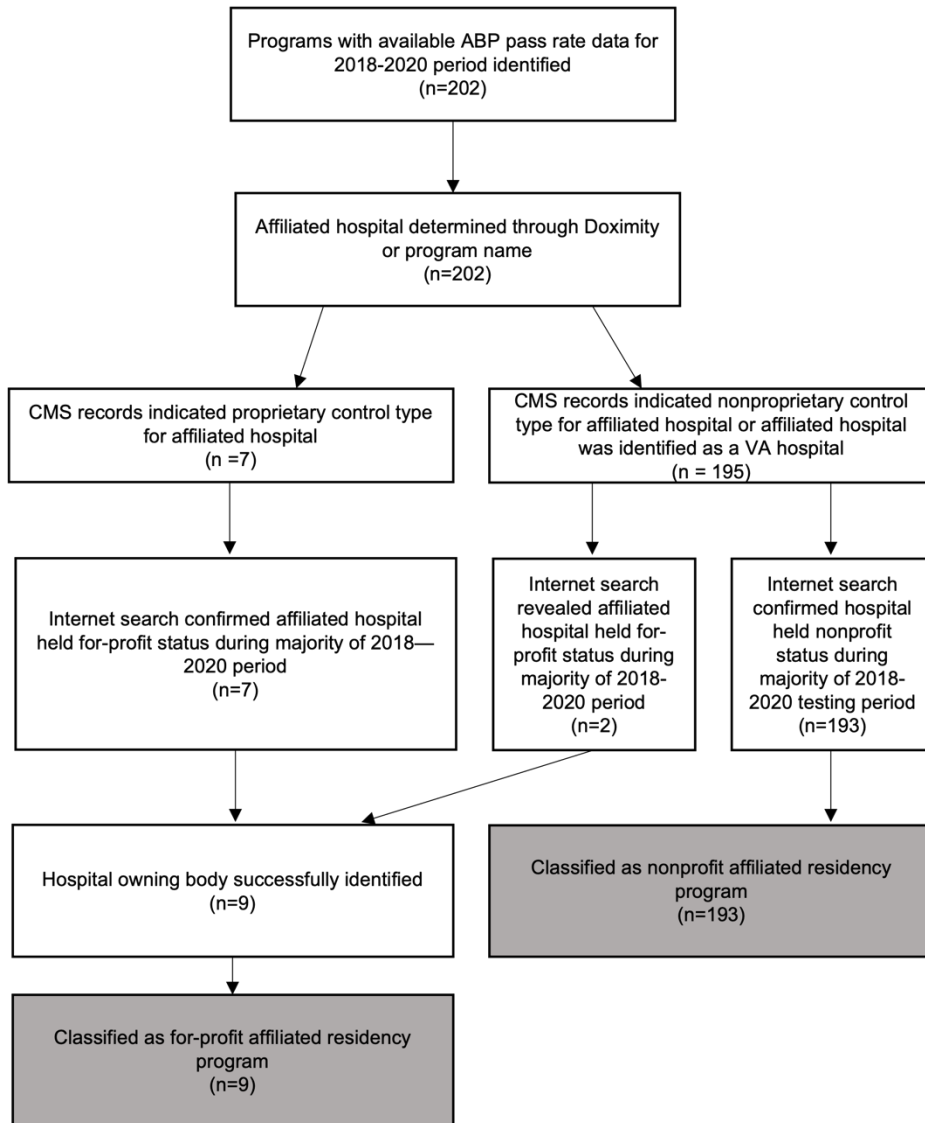 Programs with available ABP pass rate data for
2018-2020 period identified
(n=202)
Affiliated hospital determined through Doximity
or program name
(n=202)
CMS records indicated proprietary control type
for affiliated hospital
(n =7)
CMS records indicated nonproprietary control
type for affiliated hospital or affiliated hospital
was identified as a VA hospital
(n = 195)
Internet search confirmed affiliated hospital
held for-profit status during majority of 2018—
2020 period
(n=7)
Internet search
revealed affiliated
hospital held for-
profit status during
majority of 2018-
2020 period
(n=2)
Internet search
confirmed hospital
held nonprofit
status during
majority of 2018-
2020 testing period
(n=193)
Hospital owning body successfully identified
(n=9)
Classified as nonprofit affiliated residency
program
(n=193)
Classified as for-profit affiliated residency
program
(n=9)